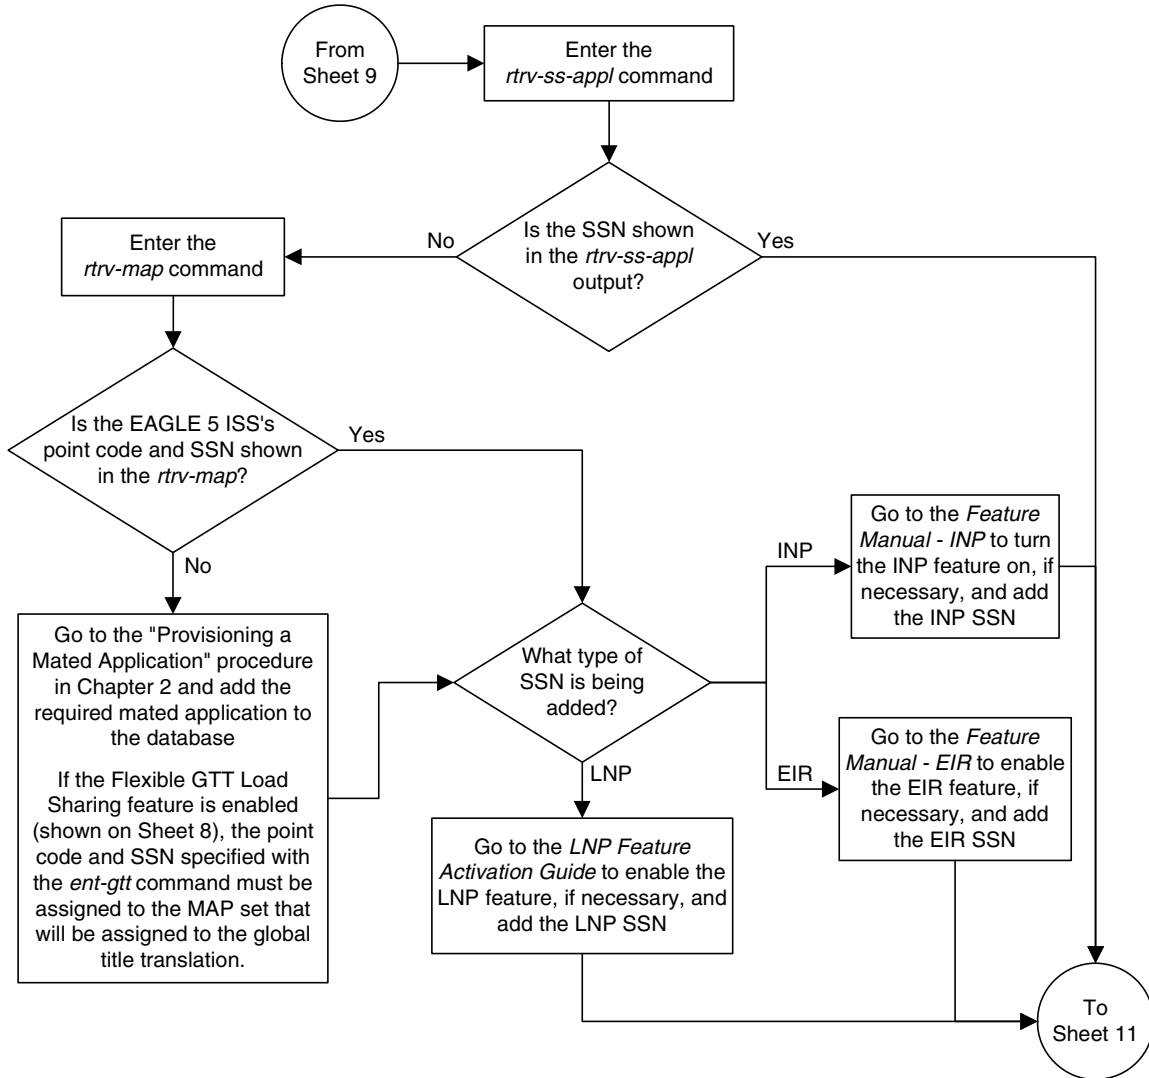 From
Sheet 9
Enter the
rtrv-ss-appl command
Is the SSN shown
in the rtrv-ss-appl
output?
No
Yes
Enter the
rtrv-map command
Is the EAGLE 5 ISS's
point code and SSN shown
in the rtrv-map?
Yes
No
Go to the "Provisioning a
Mated Application" procedure
in Chapter 2 and add the
required mated application to
the database
If the Flexible GTT Load
Sharing feature is enabled
(shown on Sheet 8), the point
code and SSN specified with
the ent-gtt command must be
assigned to the MAP set that
will be assigned to the global
title translation.
What type of
SSN is being
added?
INP
Go to the Feature
Manual - INP to turn
the INP feature on, if
necessary, and add
the INP SSN
EIR
Go to the Feature
Manual - EIR to enable
the EIR feature, if
necessary, and add
the EIR SSN
LNP
Go to the LNP Feature
Activation Guide to enable the
LNP feature, if necessary, and
add the LNP SSN
To
Sheet 11